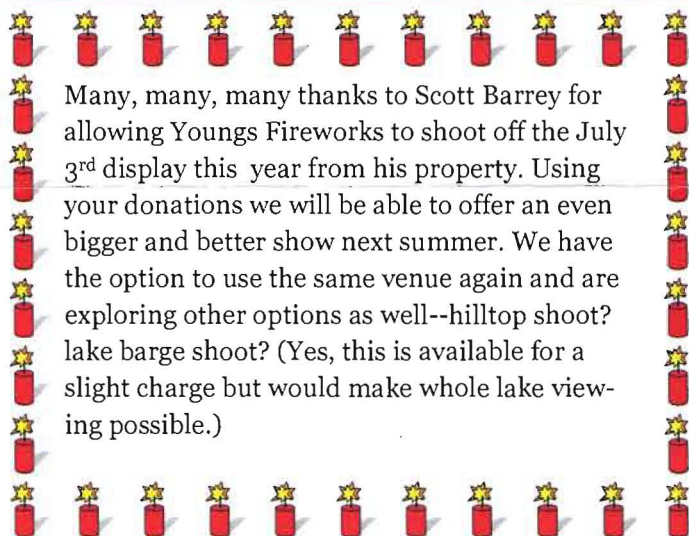 Many, many, many thanks to Scott Barrey for
allowing Youngs Fireworks to shoot off the July
3rd display this year from his property. Using
your donations we will be able to offer an even
bigger and better show next summer. We have
the option to use the same venue again and are
exploring other options as well--hilltop shoot?
lake barge shoot? (Yes, this is available for a
slight charge but would make whole lake view-
ing possible.)